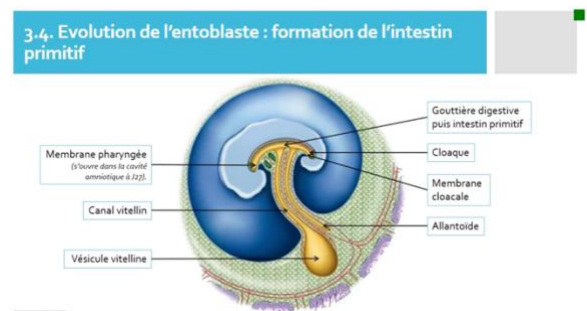 3.4. Evolution de l'entoblaste : formation de l'intestin
primitif
Membrane pharyngée
(s'ouvre dans la cavité
amniotique à J27).
Canal vitellin
Vésicule vitelline
Gouttière digestive
puis intestin primitif
Cloaque
Membrane
cloacale
Allantoïde